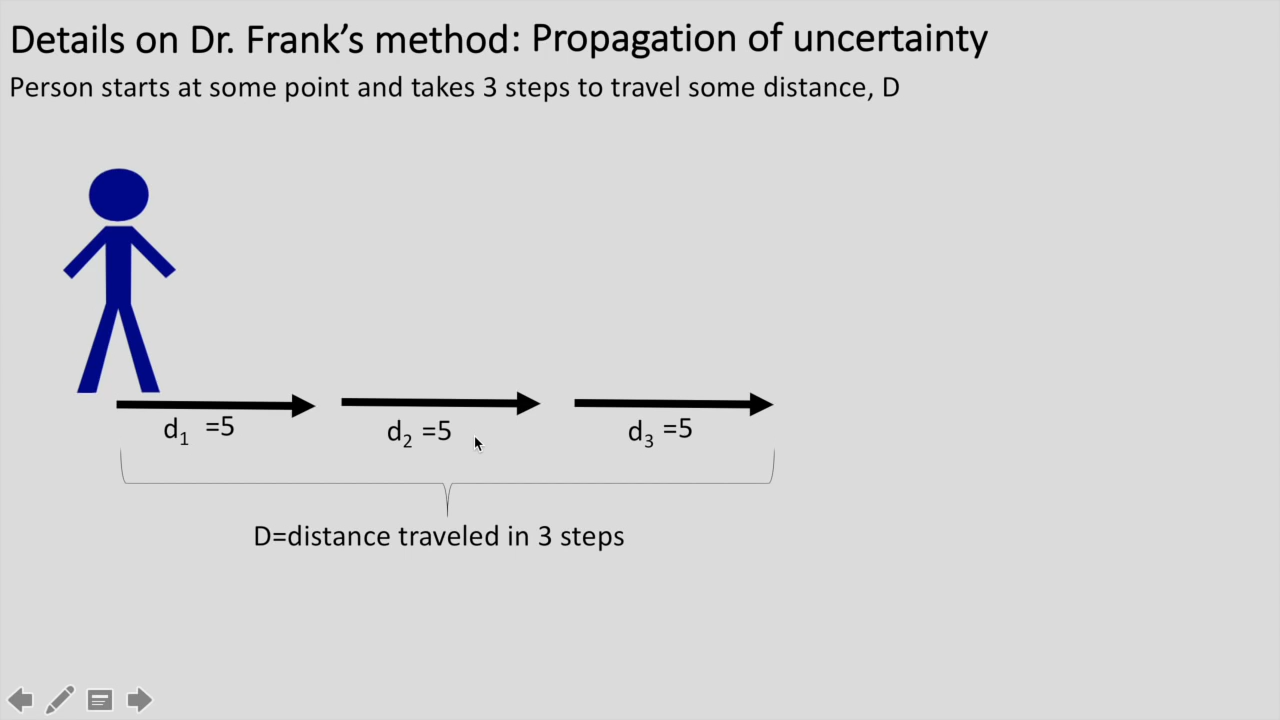 Details on Dr. Frank’s method: Propagation of uncertainty
Person starts at some point and takes 3 steps to travel some distance, D
d₁ =5
d₂ =5
d₃ =5
D=distance traveled in 3 steps